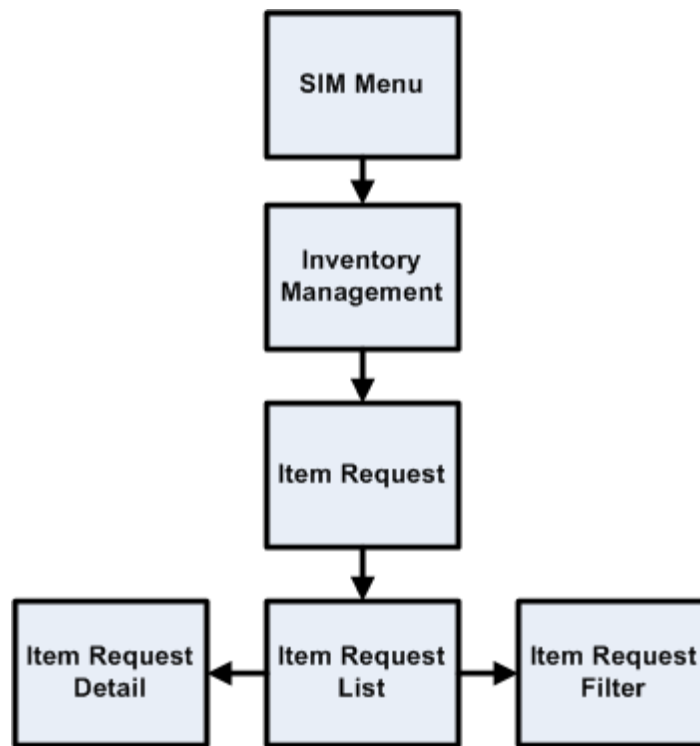 SIM Menu
Inventory
Management
Item Request
Item Request
Detail
Item Request
List
Item Request
Filter